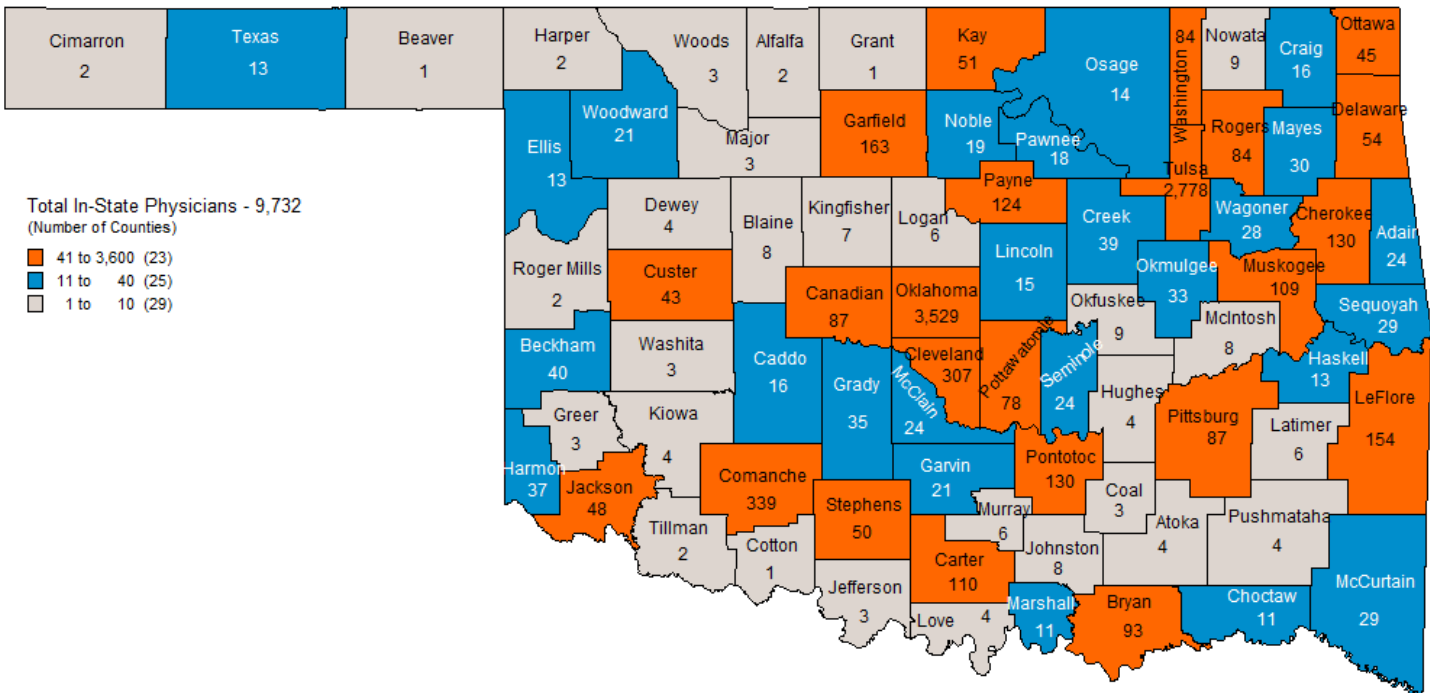 Cimarron
2
Texas
13
Beaver
1
Harper
2
Woods
3
Alfalfa
2
Grant
1
Kay
51
Osage
14
Washington
84
Nowata
9
Craig
16
Ottawa
45
Ellis
13
Woodward
21
Major
3
Garfield
163
Noble
19
Pawnee
18
Rogers
84
Mayes
30
Delaware
54
Total In-State Physicians - 9,732
(Number of Counties)
41 to 3,600 (23)
11 to 40 (25)
1 to 10 (29)
Dewey
4
Blaine
8
Kingfisher
7
Logan
6
Payne
124
Tulsa
2,778
Creek
39
Wagoner
28
Cherokee
130
Adair
24
Roger Mills
2
Custer
43
Canadian
87
Oklahoma
3,529
Lincoln
15
Okmulgee
33
Muskogee
109
Sequoyah
29
Okfuskee
9
McIntosh
8
Beckham
40
Washita
3
Caddo
16
Grady
35
McClain
24
Cleveland
307
Pottawatomie
78
Seminole
24
Hughes
4
Haskell
13
Pittsburg
87
Latimer
6
LeFlore
154
Greer
3
Kiowa
4
Harmon
37
Jackson
48
Comanche
339
Stephens
50
Garvin
21
Pontotoc
130
Coal
3
Murray
6
Atoka
4
Pushmataha
4
Tillman
2
Cotton
1
Carter
110
Johnston
8
McCurtain
29
Jefferson
3
Love 4
Marshall
11
Bryan
93
Choctaw
11